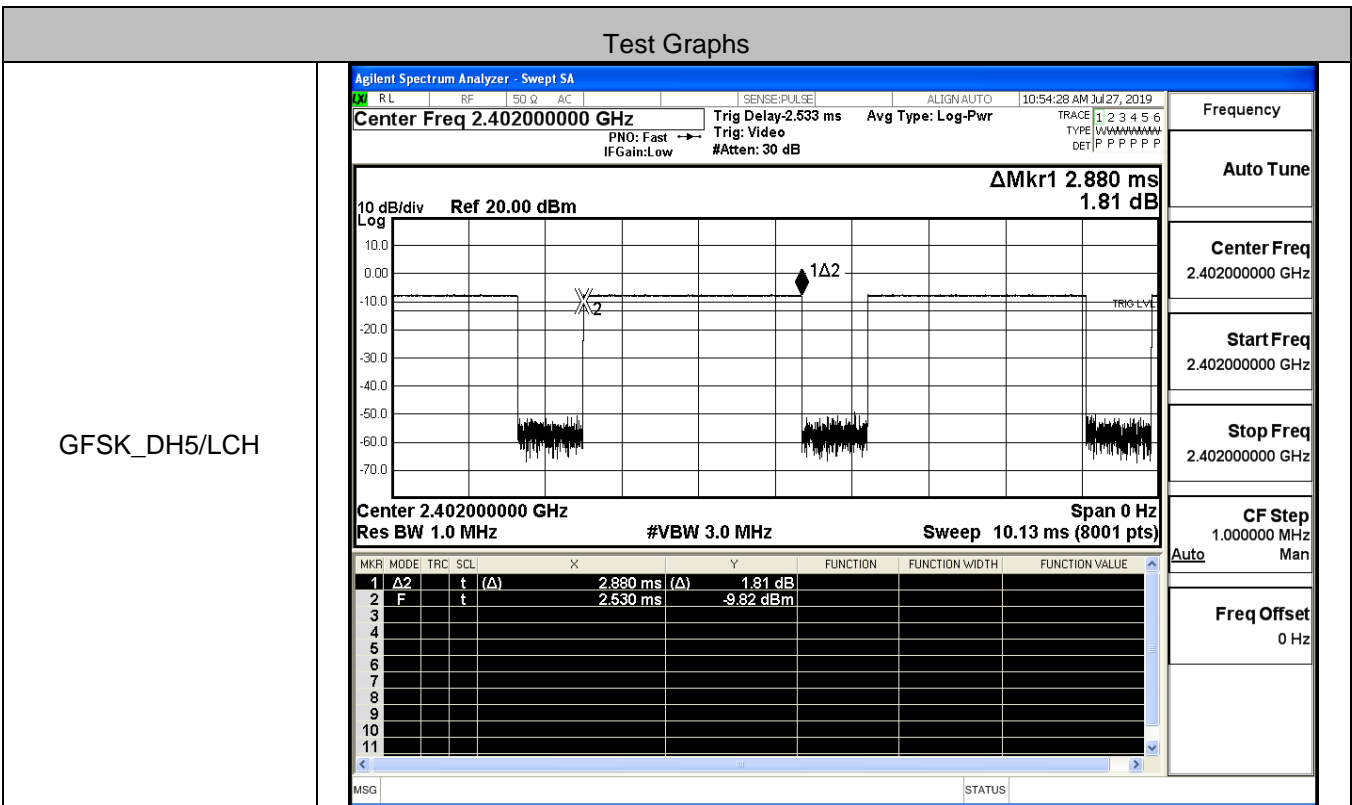 Test Graphs
GFSK_DH5/LCH
Agilent Spectrum Analyzer - Swept SA
LXI RL RF 50 Ω AC SENSE:PULSE ALIGN AUTO 10:54:28 AM Jul 27, 2019
Center Freq 2.402000000 GHz Trig Delay-2.533 ms Avg Type: Log-Pwr TRACE 1 2 3 4 5 6
PNO: Fast Trig: Video TYPE WWWWWW
IFGain:Low #Atten: 30 dB DET P P P P P P
ΔMkr1 2.880 ms
1.81 dB
10 dB/div Ref 20.00 dBm
Log
10.0
0.00
-10.0
-20.0
-30.0
-40.0
-50.0
-60.0
-70.0
1Δ2
2
TRIG LVL
Center 2.402000000 GHz Span 0 Hz
Res BW 1.0 MHz #VBW 3.0 MHz Sweep 10.13 ms (8001 pts)
MKR MODE TRC SCL X Y FUNCTION FUNCTION WIDTH FUNCTION VALUE
1 Δ2 t (Δ) 2.880 ms (Δ) 1.81 dB
2 F t 2.530 ms -9.82 dBm
3
4
5
6
7
8
9
10
11
MSG STATUS
Frequency
Auto Tune
Center Freq
2.402000000 GHz
Start Freq
2.402000000 GHz
Stop Freq
2.402000000 GHz
CF Step
1.000000 MHz
Auto Man
Freq Offset
0 Hz